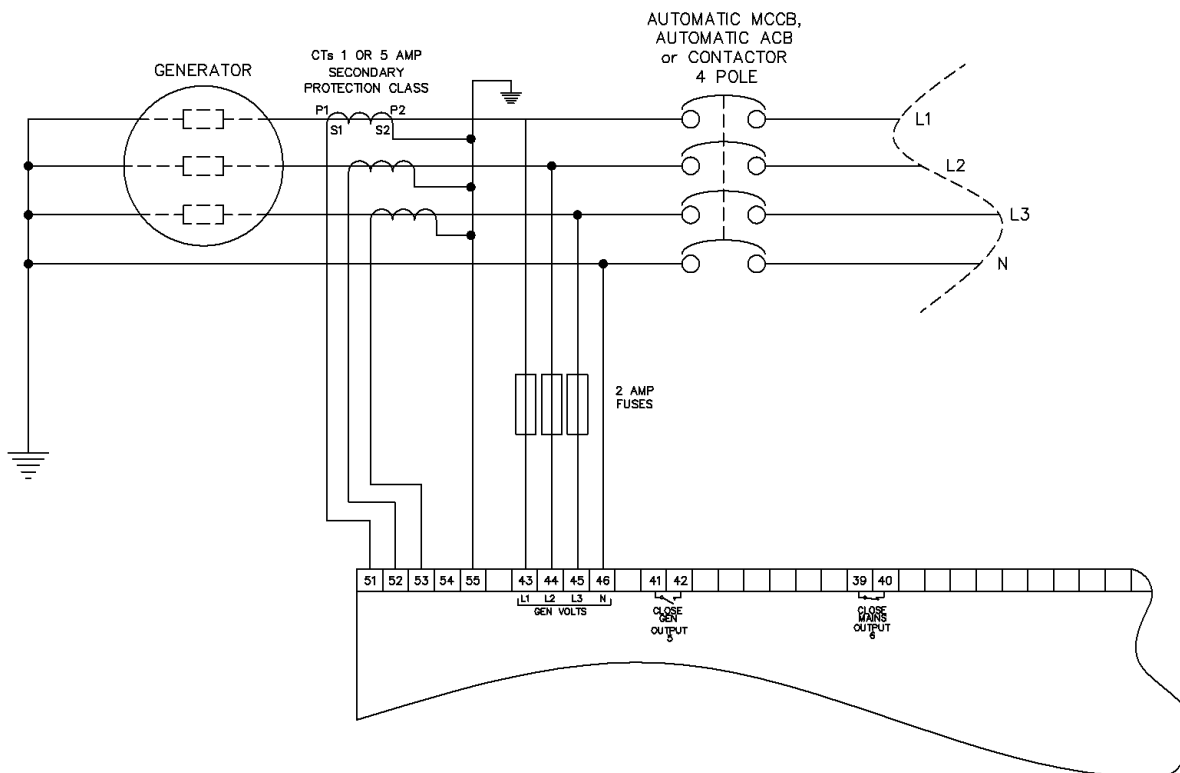 AUTOMATIC MCCB,
AUTOMATIC ACB
or CONTACTOR
4 POLE
CTs 1 OR 5 AMP
SECONDARY
PROTECTION CLASS
GENERATOR
P1 P2
S1 S2
L1
L2
L3
N
2 AMP
FUSES
51 52 53 54 55 43 44 45 46 41 42 39 40
L1 L2 L3 N
GEN VOLTS
CLOSE
GEN
OUTPUT
5
CLOSE
MAINS
OUTPUT
6